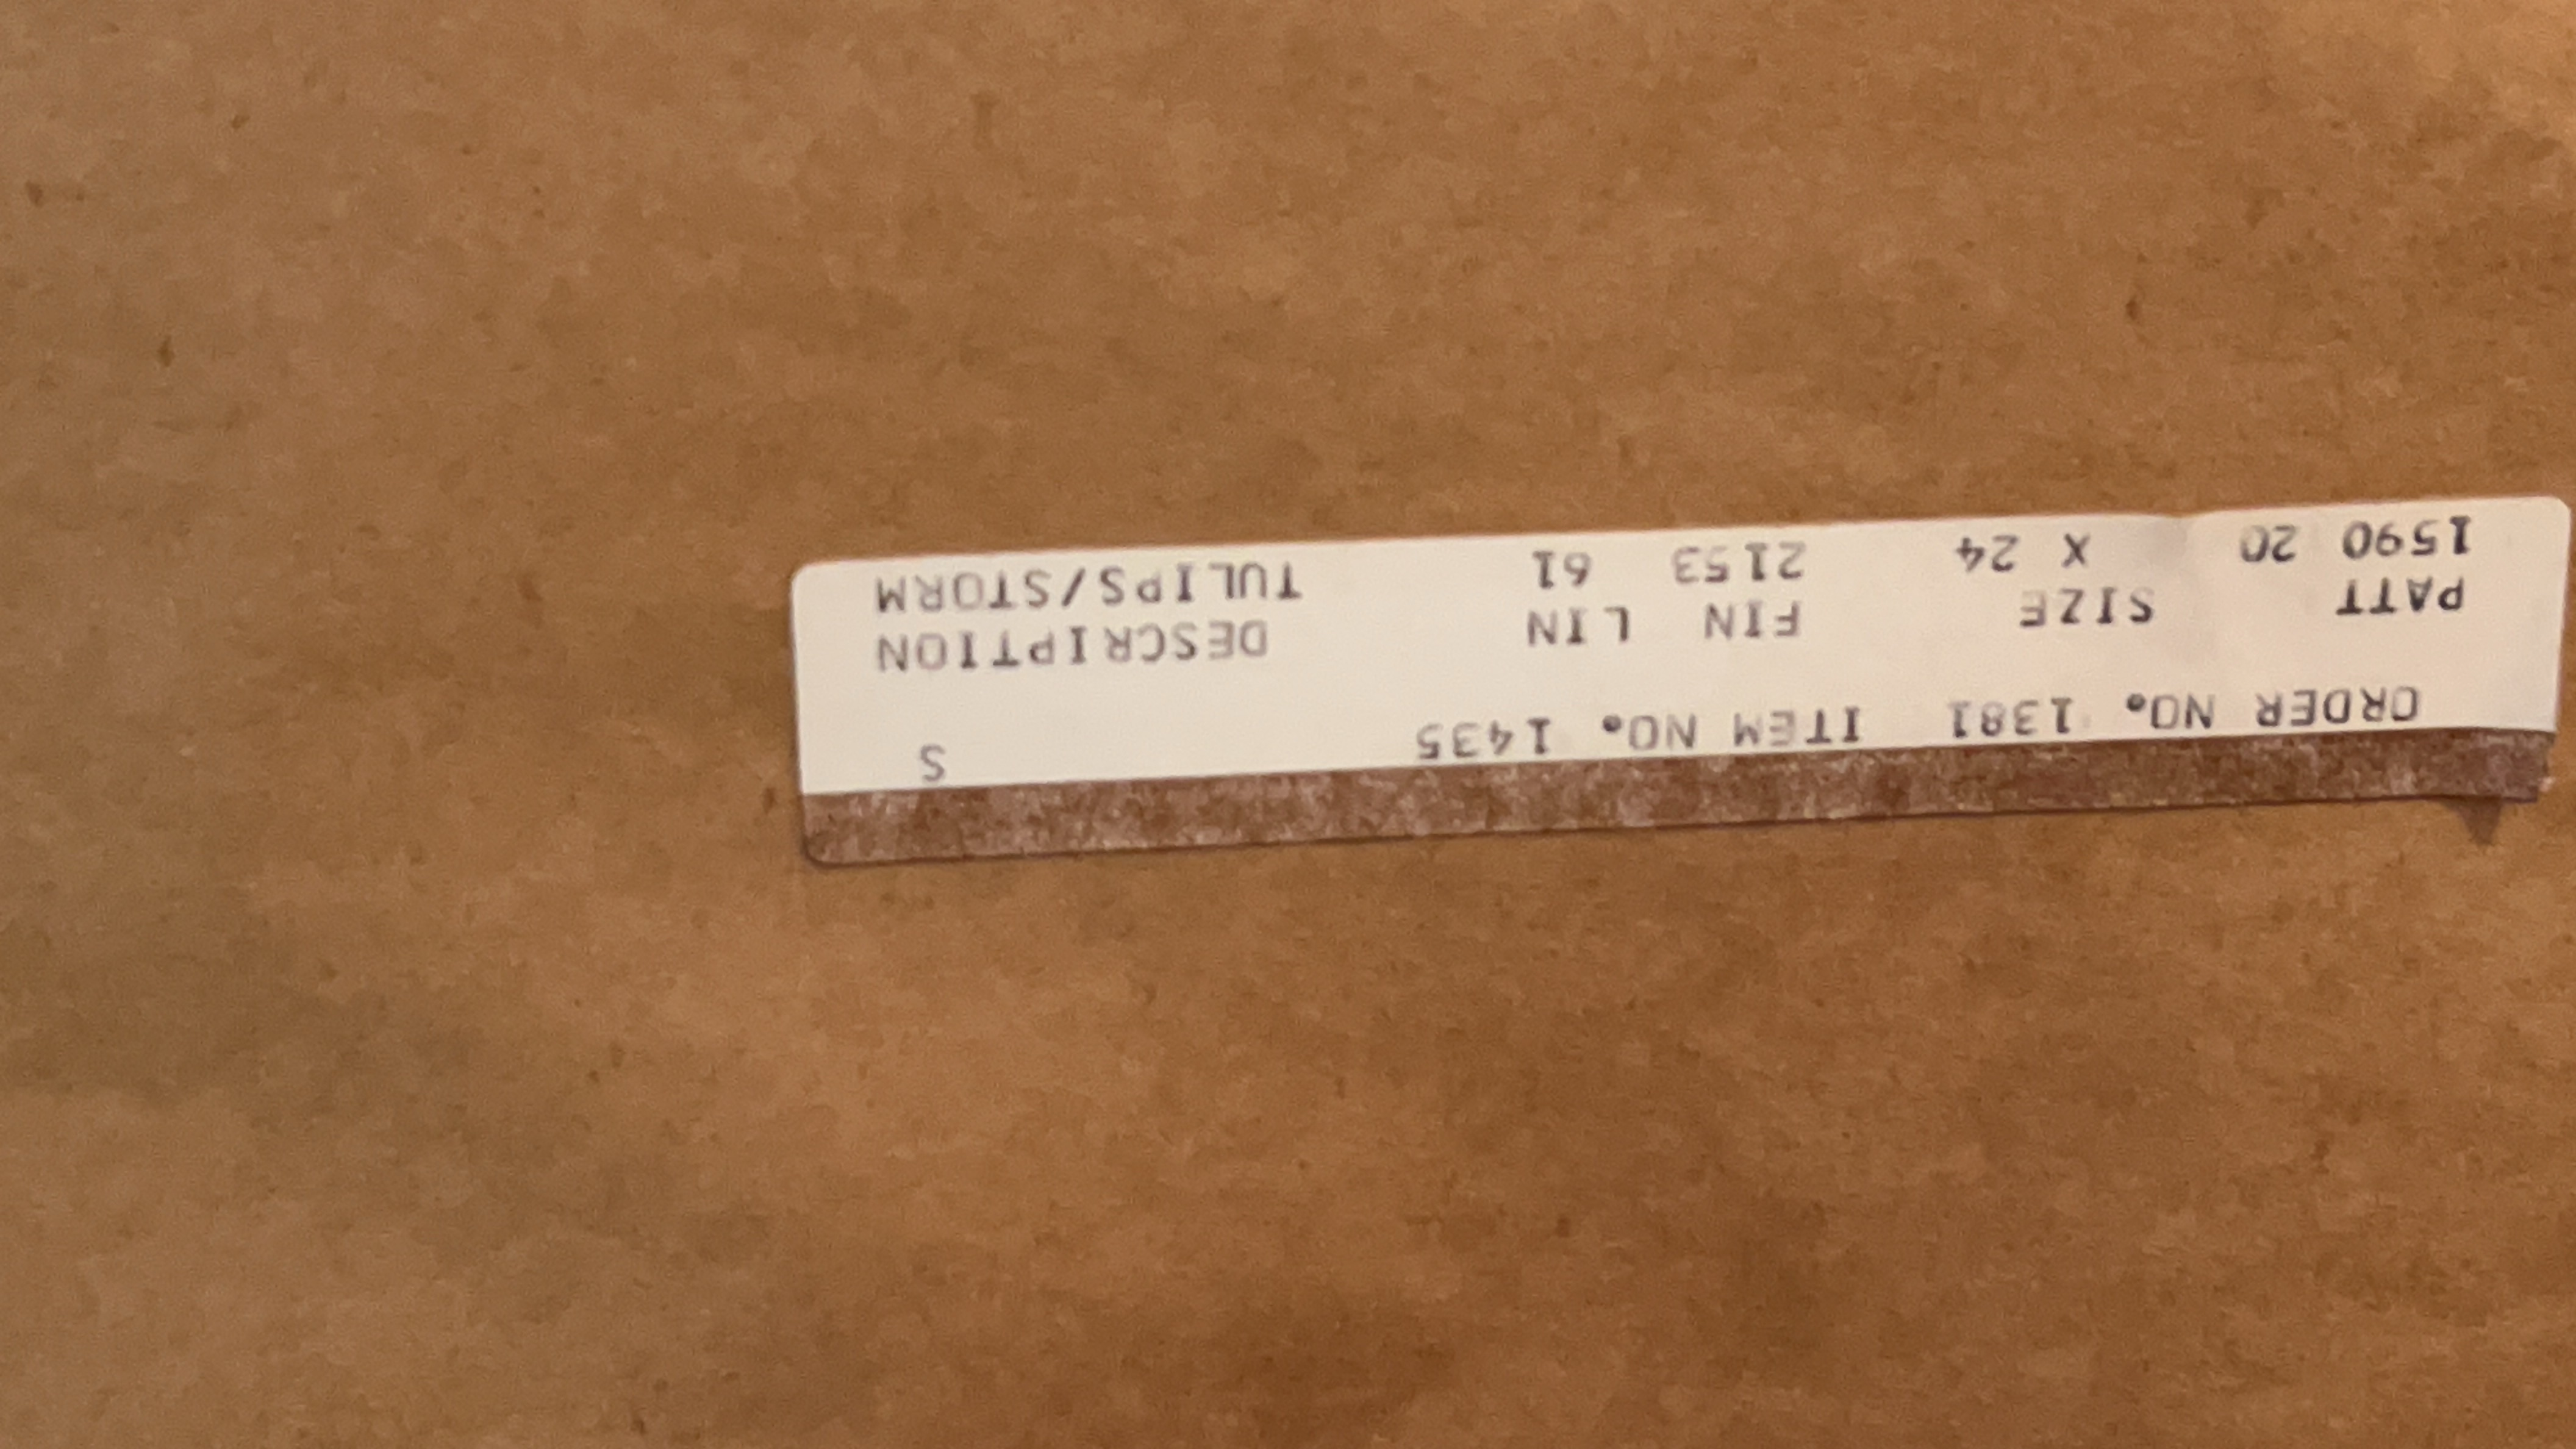 ORDER NO. 1381 ITEM NO. 1435 S
PATT SIZE FIN LIN DESCRIPTION
1590 20 X 24 2153 61 TULIPS/STORM